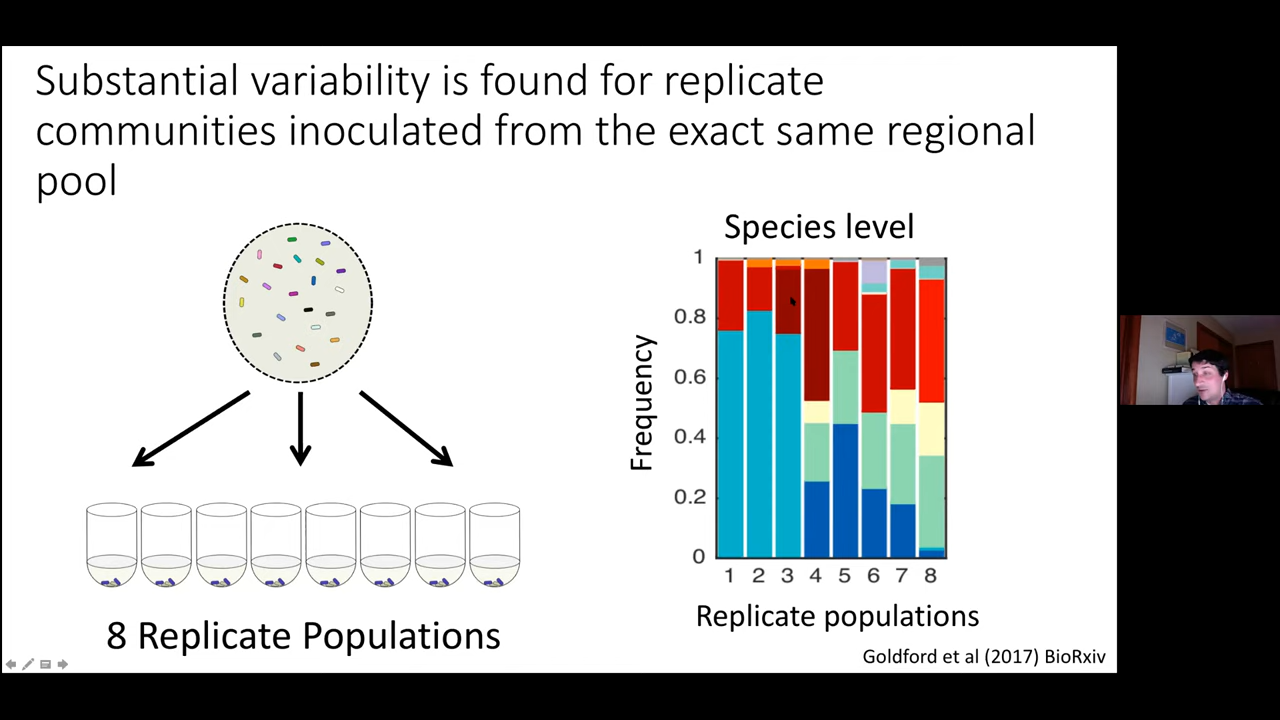 Substantial variability is found for replicate
communities inoculated from the exact same regional
pool
8 Replicate Populations
Species level
Frequency
1
0.8
0.6
0.4
0.2
0
1 2 3 4 5 6 7 8
Replicate populations
Goldford et al (2017) BioRxiv